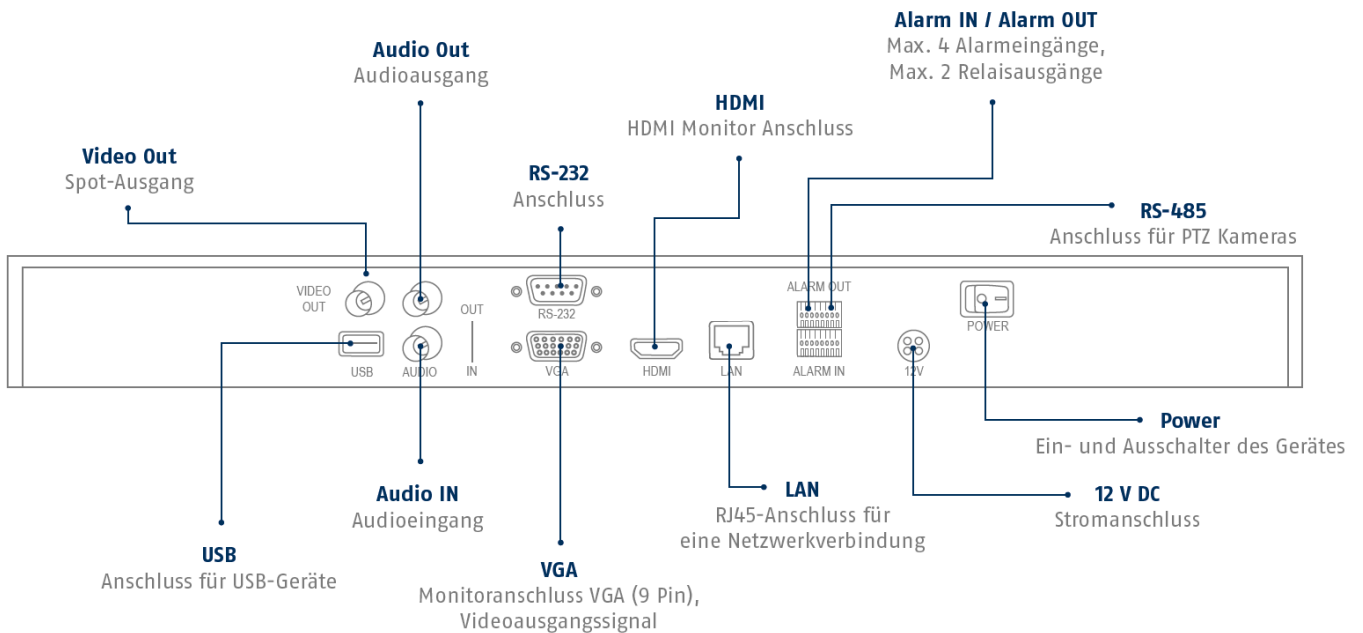 Alarm IN / Alarm OUT
Max. 4 Alarmeingänge,
Max. 2 Relaisausgänge
Audio Out
Audioausgang
HDMI
HDMI Monitor Anschluss
Video Out
Spot-Ausgang
RS-232
Anschluss
RS-485
Anschluss für PTZ Kameras
VIDEO
OUT
OUT
RS-232
ALARM OUT
POWER
USB
AUDIO
IN
VGA
HDMI
LAN
ALARM IN
12V
Power
Ein- und Ausschalter des Gerätes
Audio IN
Audioeingang
LAN
RJ45-Anschluss für
eine Netzwerkverbindung
12 V DC
Stromanschluss
USB
Anschluss für USB-Geräte
VGA
Monitoranschluss VGA (9 Pin),
Videoausgangssignal